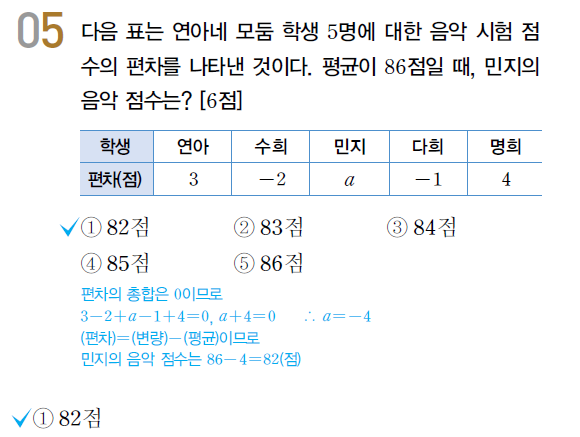 05 다음 표는 연아네 모둠 학생 5명에 대한 음악 시험 점
수의 편차를 나타낸 것이다. 평균이 86점일 때, 민지의
음악 점수는? [6점]
학생 연아 수희 민지 다희 명희
편차(점) 3 −2 a −1 4
① 82점 ② 83점 ③ 84점
④ 85점 ⑤ 86점
편차의 총합은 0이므로
3−2+a−1+4=0, a+4=0 ∴ a=−4
(편차)=(변량)−(평균)이므로
민지의 음악 점수는 86−4=82(점)
① 82점